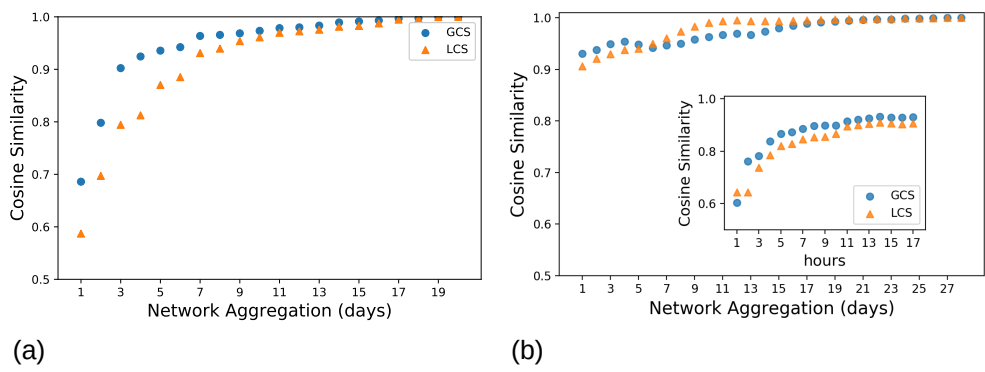 1.0
0.9
0.8
0.7
0.6
0.5
Cosine Similarity
GCS
LCS
1 3 5 7 9 11 13 15 17 19
Network Aggregation (days)
(a)
1.0
0.9
0.8
0.7
0.6
0.5
Cosine Similarity
1.0
0.8
0.6
Cosine Similarity
GCS
LCS
1 3 5 7 9 11 13 15 17
hours
1 3 5 7 9 11 13 15 17 19 21 23 25 27
Network Aggregation (days)
(b)